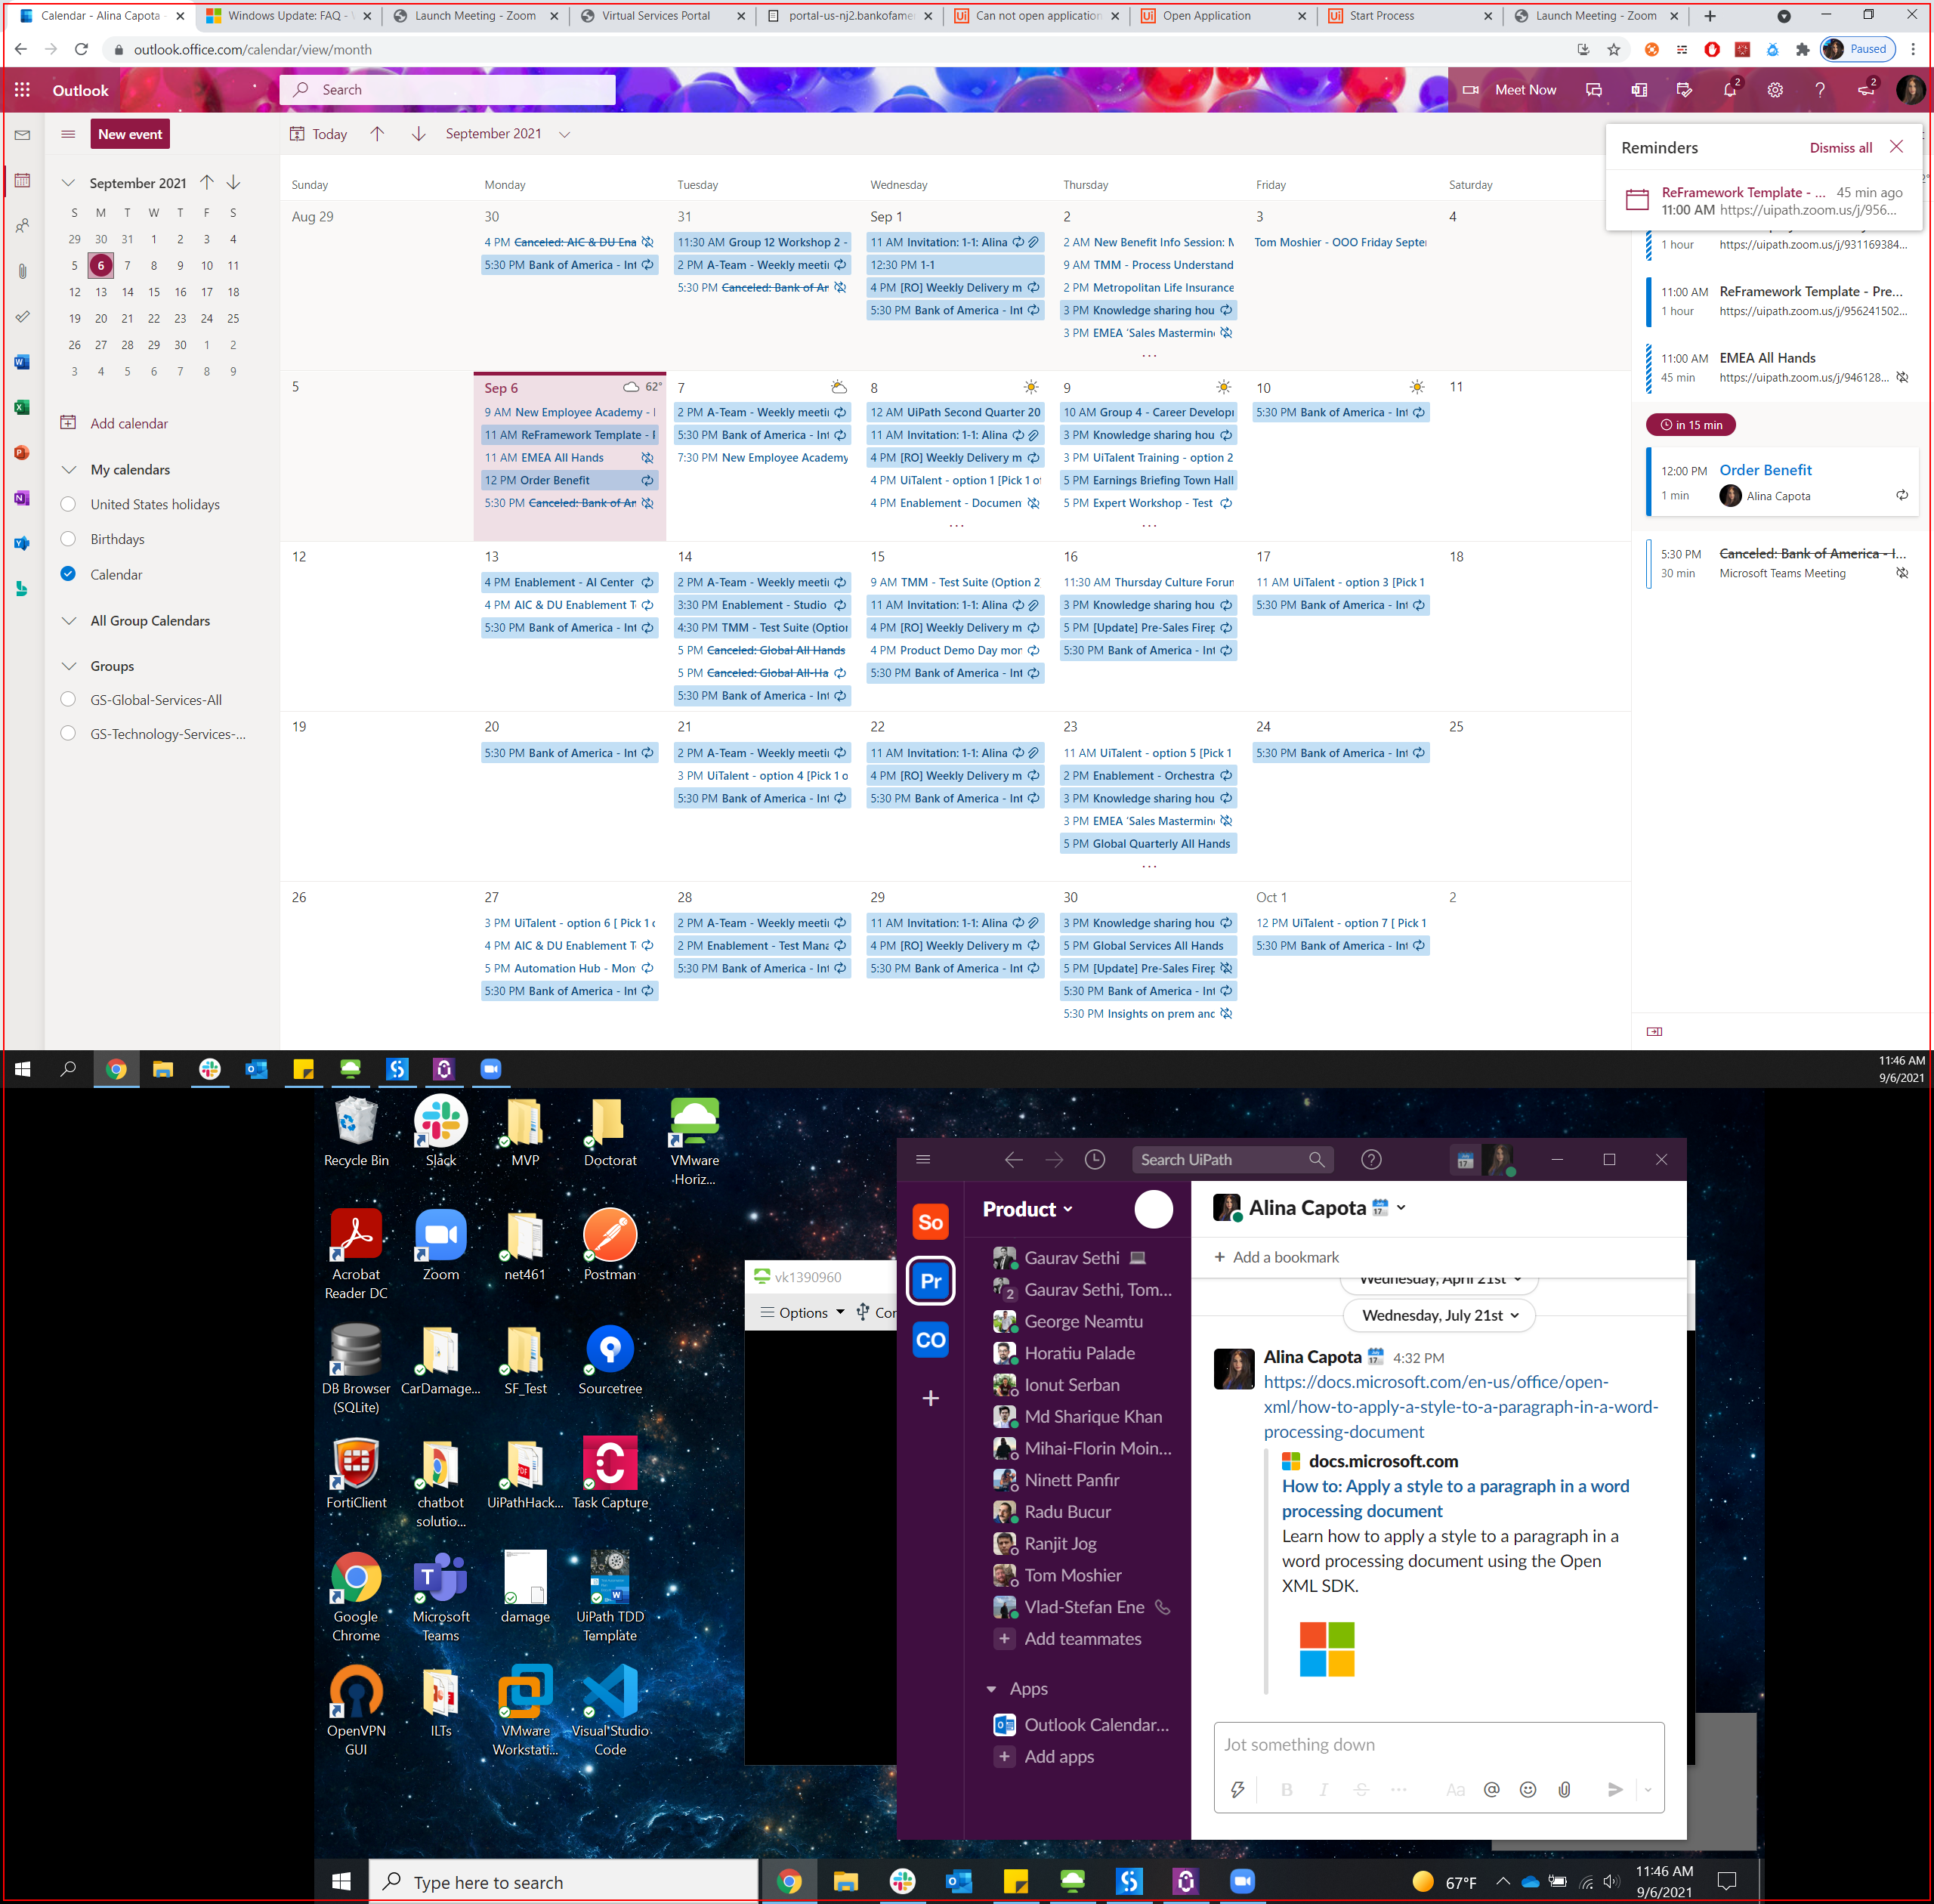 Calendar - Alina Capota -
Windows Update: FAQ -
Launch Meeting - Zoom
Virtual Services Portal
portal-us-nj2.bankofame
Can not open application
Open Application
Start Process
Launch Meeting - Zoom
outlook.office.com/calendar/view/month
Paused
Outlook
Search
Meet Now
2
2
New event
Today
September 2021
Reminders
Dismiss all
ReFramework Template - ...
45 min ago
11:00 AM https://uipath.zoom.us/j/956...
September 2021
S M T W T F S
29 30 31 1 2 3 4
5 6 7 8 9 10 11
12 13 14 15 16 17 18
19 20 21 22 23 24 25
26 27 28 29 30 1 2
3 4 5 6 7 8 9
Add calendar
My calendars
United States holidays
Birthdays
Calendar
All Group Calendars
Groups
GS-Global-Services-All
GS-Technology-Services-...
Sunday
Monday
Tuesday
Wednesday
Thursday
Friday
Saturday
Aug 29
30
4 PM Canceled: AIC & DU Ena
5:30 PM Bank of America - Int
31
11:30 AM Group 12 Workshop 2 -
2 PM A-Team - Weekly meeti
5:30 PM Canceled: Bank of Ar
Sep 1
11 AM Invitation: 1-1: Alina
12:30 PM 1-1
4 PM [RO] Weekly Delivery m
5:30 PM Bank of America - Int
2
2 AM New Benefit Info Session: M
9 AM TMM - Process Understand
2 PM Metropolitan Life Insurance
3 PM Knowledge sharing hou
3 PM EMEA 'Sales Mastermin
...
3
Tom Moshier - OOO Friday Septe
4
5
Sep 6
62°
9 AM New Employee Academy - I
11 AM ReFramework Template - P
11 AM EMEA All Hands
12 PM Order Benefit
5:30 PM Canceled: Bank of Ar
7
2 PM A-Team - Weekly meeti
5:30 PM Bank of America - Int
7:30 PM New Employee Academy
8
12 AM UiPath Second Quarter 20
11 AM Invitation: 1-1: Alina
4 PM [RO] Weekly Delivery m
4 PM UiTalent - option 1 [Pick 1 o
4 PM Enablement - Documen
...
9
10 AM Group 4 - Career Develop
3 PM Knowledge sharing hou
3 PM UiTalent Training - option 2
5 PM Earnings Briefing Town Hall
5 PM Expert Workshop - Test
...
10
5:30 PM Bank of America - Int
11
12
13
4 PM Enablement - AI Center
4 PM AIC & DU Enablement T
5:30 PM Bank of America - Int
14
2 PM A-Team - Weekly meeti
3:30 PM Enablement - Studio
4:30 PM TMM - Test Suite (Optio
5 PM Canceled: Global All Hands
5 PM Canceled: Global All-Ha
5:30 PM Bank of America - Int
15
9 AM TMM - Test Suite (Option 2
11 AM Invitation: 1-1: Alina
4 PM [RO] Weekly Delivery m
4 PM Product Demo Day mor
5:30 PM Bank of America - Int
16
11:30 AM Thursday Culture Forun
3 PM Knowledge sharing hou
5 PM [Update] Pre-Sales Firep
5:30 PM Bank of America - Int
17
11 AM UiTalent - option 3 [Pick 1
5:30 PM Bank of America - Int
18
19
20
5:30 PM Bank of America - Int
21
2 PM A-Team - Weekly meeti
3 PM UiTalent - option 4 [Pick 1 o
5:30 PM Bank of America - Int
22
11 AM Invitation: 1-1: Alina
4 PM [RO] Weekly Delivery m
5:30 PM Bank of America - Int
23
11 AM UiTalent - option 5 [Pick 1
2 PM Enablement - Orchestra
3 PM Knowledge sharing hou
3 PM EMEA 'Sales Mastermin
5 PM Global Quarterly All Hands
...
24
5:30 PM Bank of America - Int
25
26
27
3 PM UiTalent - option 6 [ Pick 1 c
4 PM AIC & DU Enablement T
5 PM Automation Hub - Mon
5:30 PM Bank of America - Int
28
2 PM A-Team - Weekly meeti
2 PM Enablement - Test Mana
5:30 PM Bank of America - Int
29
11 AM Invitation: 1-1: Alina
4 PM [RO] Weekly Delivery m
5:30 PM Bank of America - Int
30
3 PM Knowledge sharing hou
5 PM Global Services All Hands
5 PM [Update] Pre-Sales Firep
5:30 PM Bank of America - Int
5:30 PM Insights on prem and
Oct 1
12 PM UiTalent - option 7 [ Pick 1
5:30 PM Bank of America - Int
2
1 hour
https://uipath.zoom.us/j/931169384...
11:00 AM ReFramework Template - Pre...
1 hour https://uipath.zoom.us/j/956241502...
11:00 AM EMEA All Hands
45 min https://uipath.zoom.us/j/946128...
in 15 min
12:00 PM Order Benefit
1 min Alina Capota
5:30 PM Canceled: Bank of America - I...
30 min Microsoft Teams Meeting
11:46 AM
9/6/2021
Recycle Bin
Slack
MVP
Doctorat
VMware
Horiz...
Acrobat
Reader DC
Zoom
net461
Postman
DB Browser
(SQLite)
CarDamage...
SF_Test
Sourcetree
FortiClient
chatbot
solutio...
UiPathHack...
Task Capture
Google
Chrome
Microsoft
Teams
damage
UiPath TDD
Template
OpenVPN
GUI
ILTs
VMware
Workstati...
Visual Studio
Code
vk1390960
Options
Cor
Search UiPath
So
Pr
CO
Product
Gaurav Sethi
2
Gaurav Sethi, Tom...
George Neamtu
Horatiu Palade
Ionut Serban
Md Sharique Khan
Mihai-Florin Moin...
Ninett Panfir
Radu Bucur
Ranjit Jog
Tom Moshier
Vlad-Stefan Ene
Add teammates
Apps
Outlook Calendar...
Add apps
Alina Capota
Add a bookmark
Wednesday, April 21st
Wednesday, July 21st
Alina Capota 4:32 PM
https://docs.microsoft.com/en-us/office/open-
xml/how-to-apply-a-style-to-a-paragraph-in-a-word-
processing-document
docs.microsoft.com
How to: Apply a style to a paragraph in a word
processing document
Learn how to apply a style to a paragraph in a
word processing document using the Open
XML SDK.
Jot something down
B I S
Aa
Type here to search
67°F
11:46 AM
9/6/2021